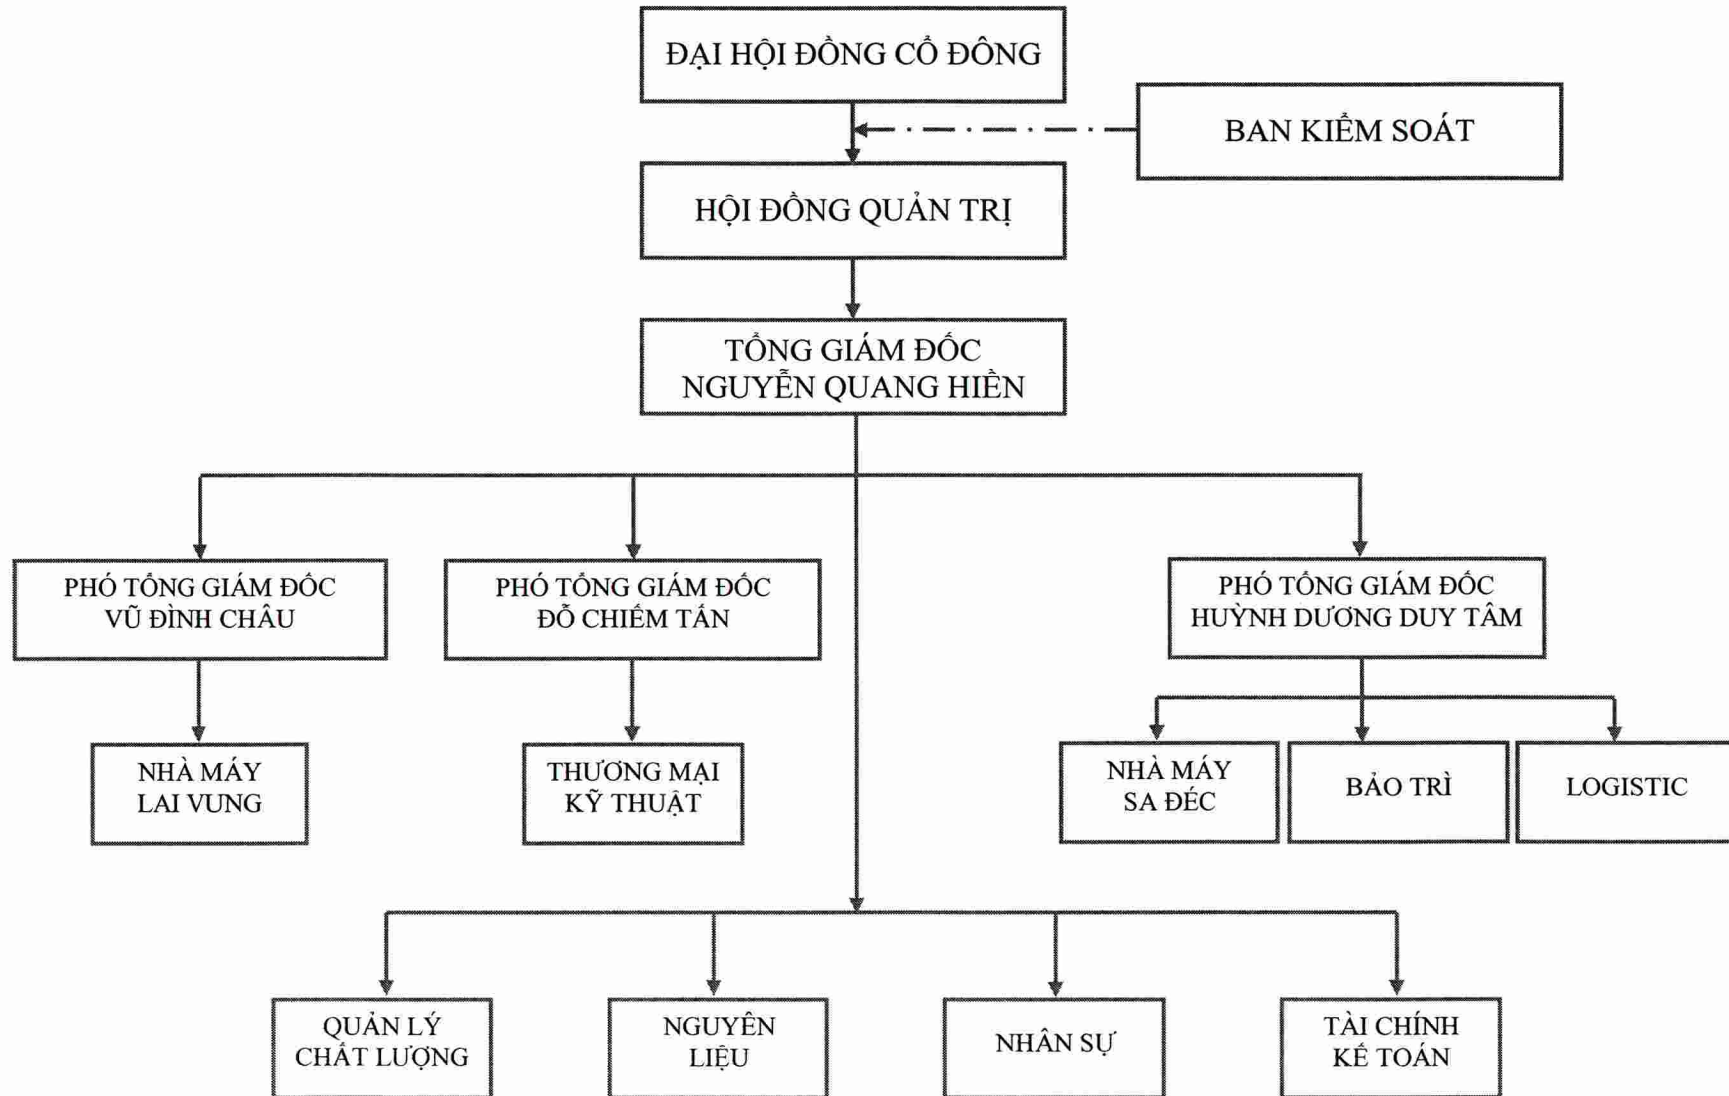 ĐẠI HỘI ĐỒNG CỔ ĐÔNG
BAN KIỂM SOÁT
HỘI ĐỒNG QUẢN TRỊ
TỔNG GIÁM ĐỐC
NGUYỄN QUANG HIỀN
PHÓ TỔNG GIÁM ĐỐC
VŨ ĐÌNH CHÂU
PHÓ TỔNG GIÁM ĐỐC
ĐỖ CHIẾM TẤN
PHÓ TỔNG GIÁM ĐỐC
HUỲNH DƯƠNG DUY TÂM
NHÀ MÁY
LAI VUNG
THƯƠNG MẠI
KỸ THUẬT
NHÀ MÁY
SA ĐÉC
BẢO TRÌ
LOGISTIC
QUẢN LÝ
CHẤT LƯỢNG
NGUYÊN
LIỆU
NHÂN SỰ
TÀI CHÍNH
KẾ TOÁN